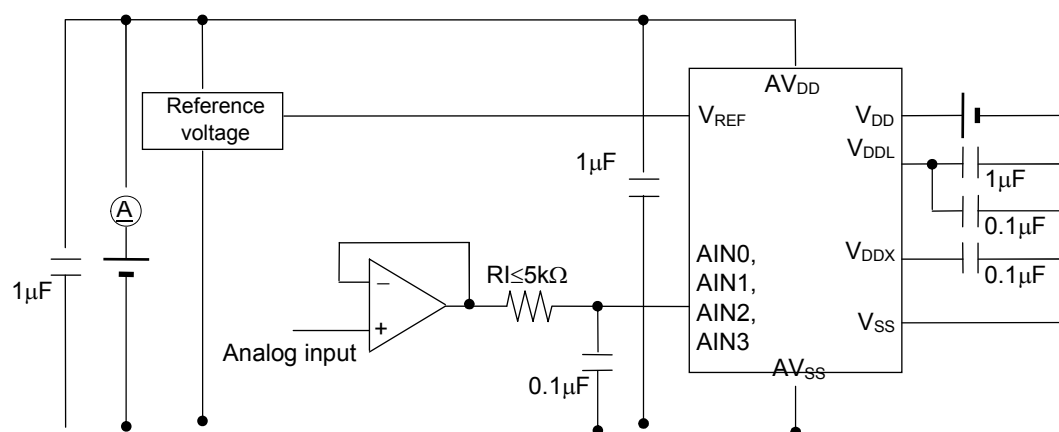 AVDD
Reference
voltage
VREF
VDD
VDDL
1μF
1μF
A
0.1μF
AIN0,
AIN1,
AIN2,
AIN3
VDDX
0.1μF
1μF
RI≤5kΩ
−
+
VSS
Analog input
0.1μF
AVSS